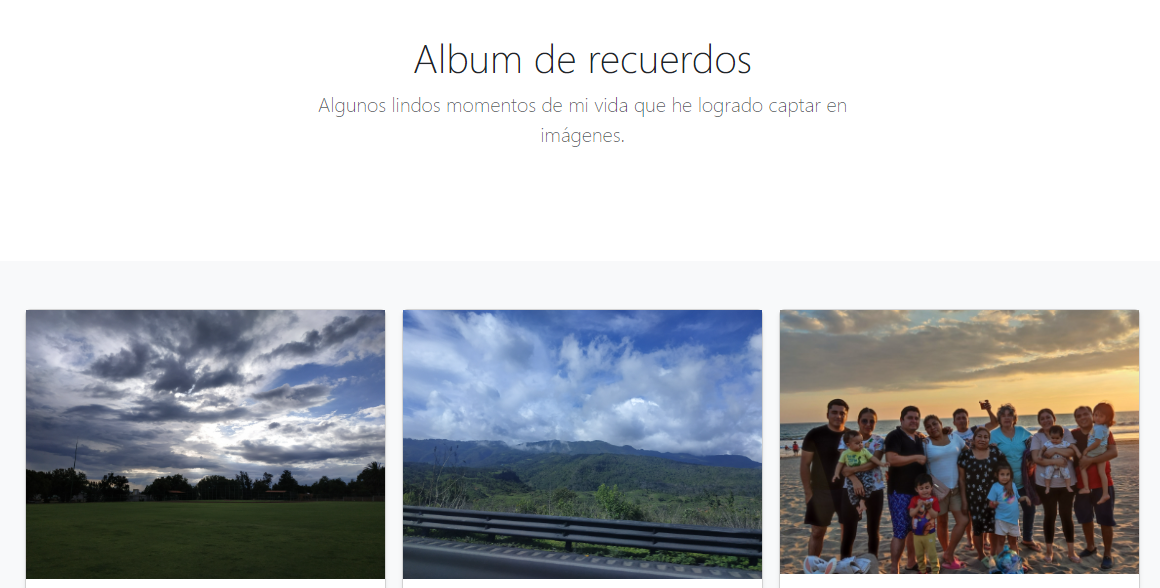 Album de recuerdos
Algunos lindos momentos de mi vida que he logrado captar en
imágenes.